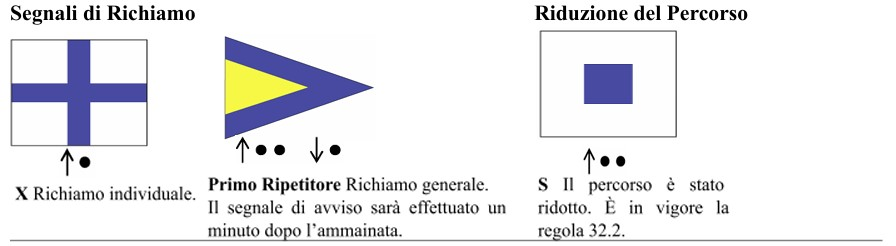 Segnali di Richiamo
Riduzione del Percorso
X Richiamo individuale.
Primo Ripetitore Richiamo generale.
Il segnale di avviso sarà effettuato un
minuto dopo l'ammainata.
S Il percorso è stato
ridotto. È in vigore la
regola 32.2.